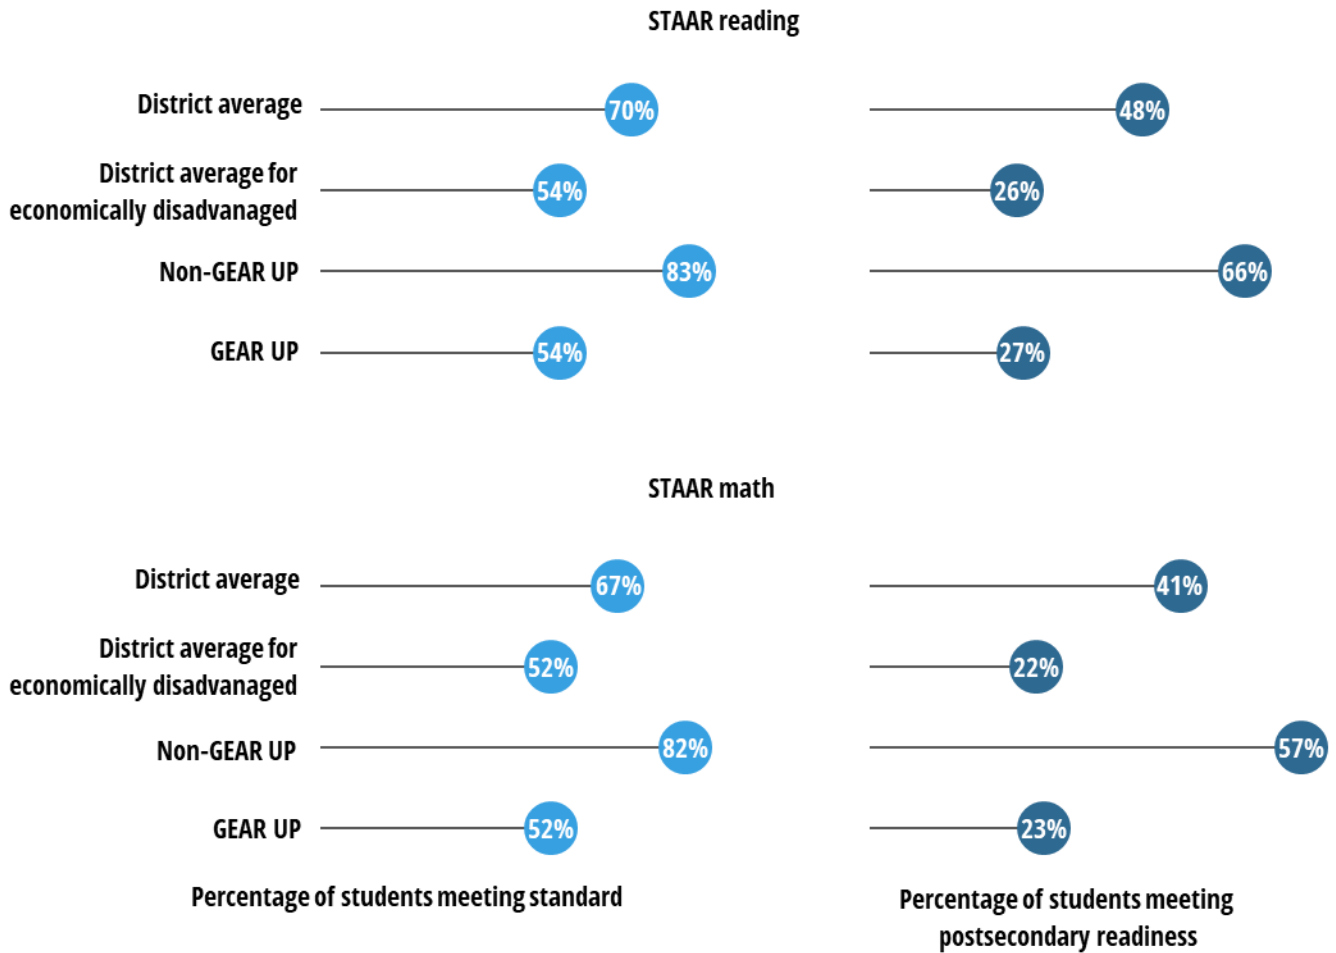 STAAR reading
District average
70%
48%
District average for
economically disadvanaged
54%
26%
Non-GEAR UP
83%
66%
GEAR UP
54%
27%
STAAR math
District average
67%
41%
District average for
economically disadvanaged
52%
22%
Non-GEAR UP
82%
57%
GEAR UP
52%
23%
Percentage of students meeting standard
Percentage of students meeting
postsecondary readiness